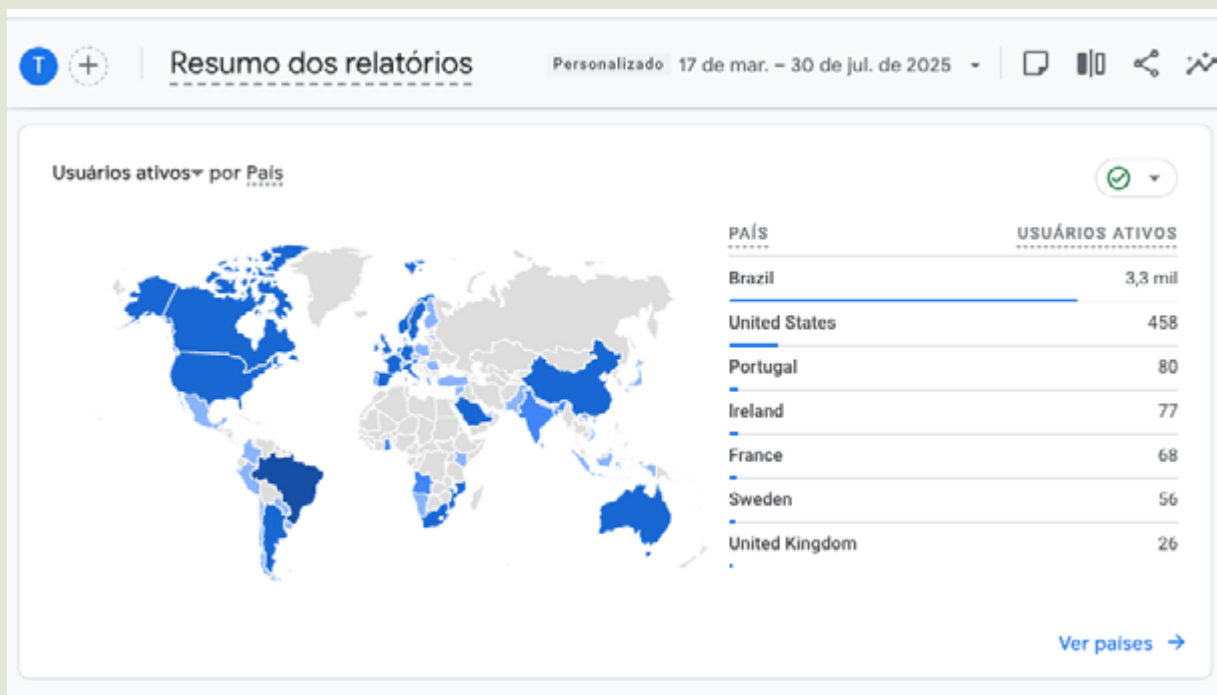 T + Resumo dos relatórios Personalizado 17 de mar. – 30 de jul. de 2025
Usuários ativos por País
PAÍS USUÁRIOS ATIVOS
Brazil 3,3 mil
United States 458
Portugal 80
Ireland 77
France 68
Sweden 56
United Kingdom 26
Ver países →